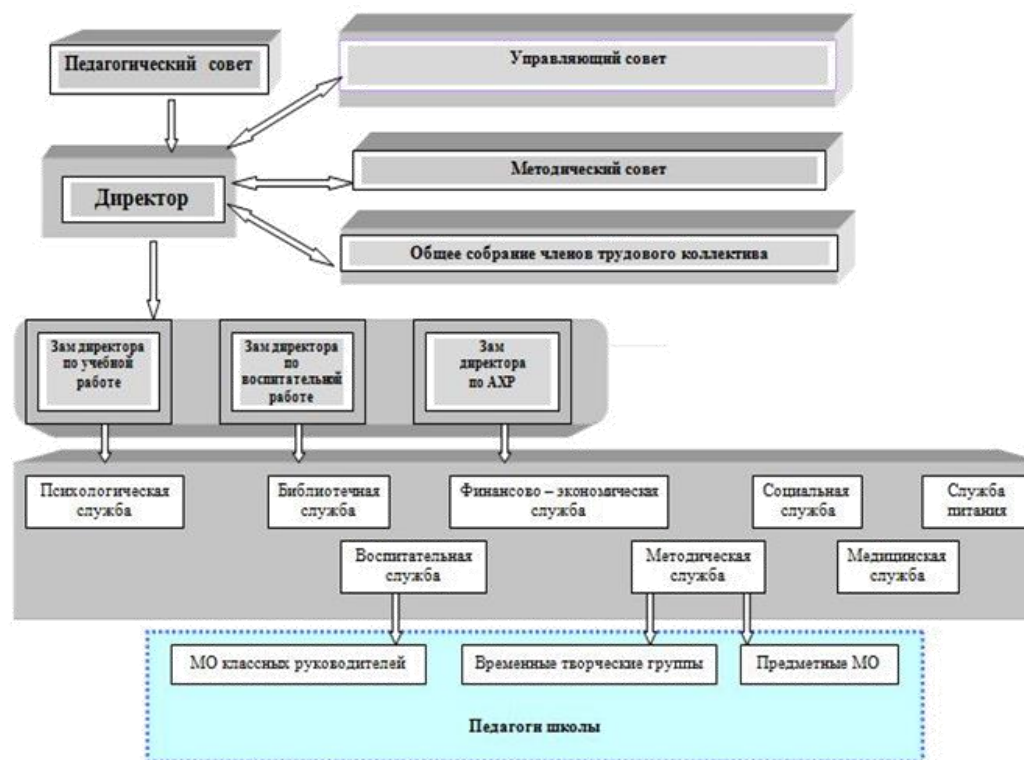 Педагогический совет
Управляющий совет
Методический совет
Директор
Общее собрание членов трудового коллектива
Зам директора
по учебной
работе
Зам директора
по
воспитательной
работе
Зам
директора
по АХР
Психологическая
служба
Библиотечная
служба
Финансово – экономическая
служба
Социальная
служба
Служба
питания
Воспитательная
служба
Методическая
служба
Медицинская
служба
МО классных руководителей
Временные творческие группы
Предметные МО
Педагоги школы